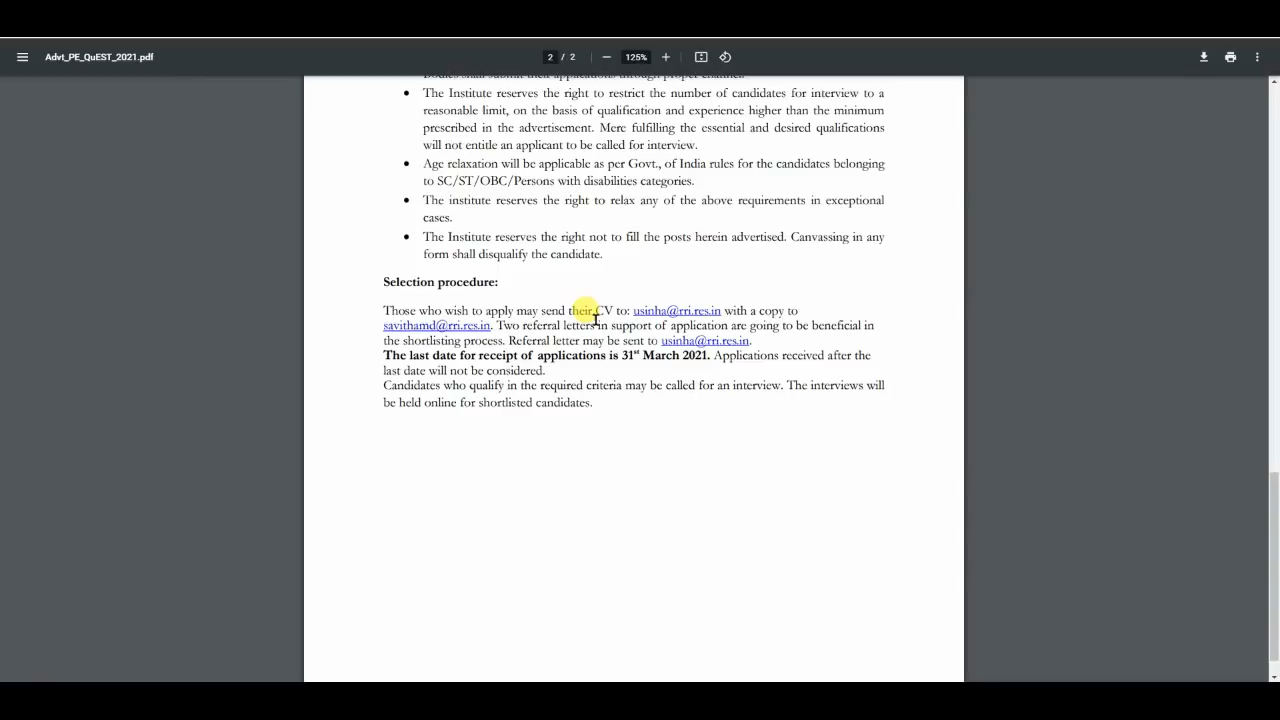 Advt_PE_QuEST_2021.pdf
2 / 2
125%
Bodies shall submit their applications through proper channel.
• The Institute reserves the right to restrict the number of candidates for interview to a
reasonable limit, on the basis of qualification and experience higher than the minimum
prescribed in the advertisement. Mere fulfilling the essential and desired qualifications
will not entitle an applicant to be called for interview.
• Age relaxation will be applicable as per Govt., of India rules for the candidates belonging
to SC/ST/OBC/Persons with disabilities categories.
• The institute reserves the right to relax any of the above requirements in exceptional
cases.
• The Institute reserves the right not to fill the posts herein advertised. Canvassing in any
form shall disqualify the candidate.
Selection procedure:
Those who wish to apply may send their CV to: usinha@rri.res.in with a copy to
savithamd@rri.res.in. Two referral letters in support of application are going to be beneficial in
the shortlisting process. Referral letter may be sent to usinha@rri.res.in.
The last date for receipt of applications is 31st March 2021. Applications received after the
last date will not be considered.
Candidates who qualify in the required criteria may be called for an interview. The interviews will
be held online for shortlisted candidates.